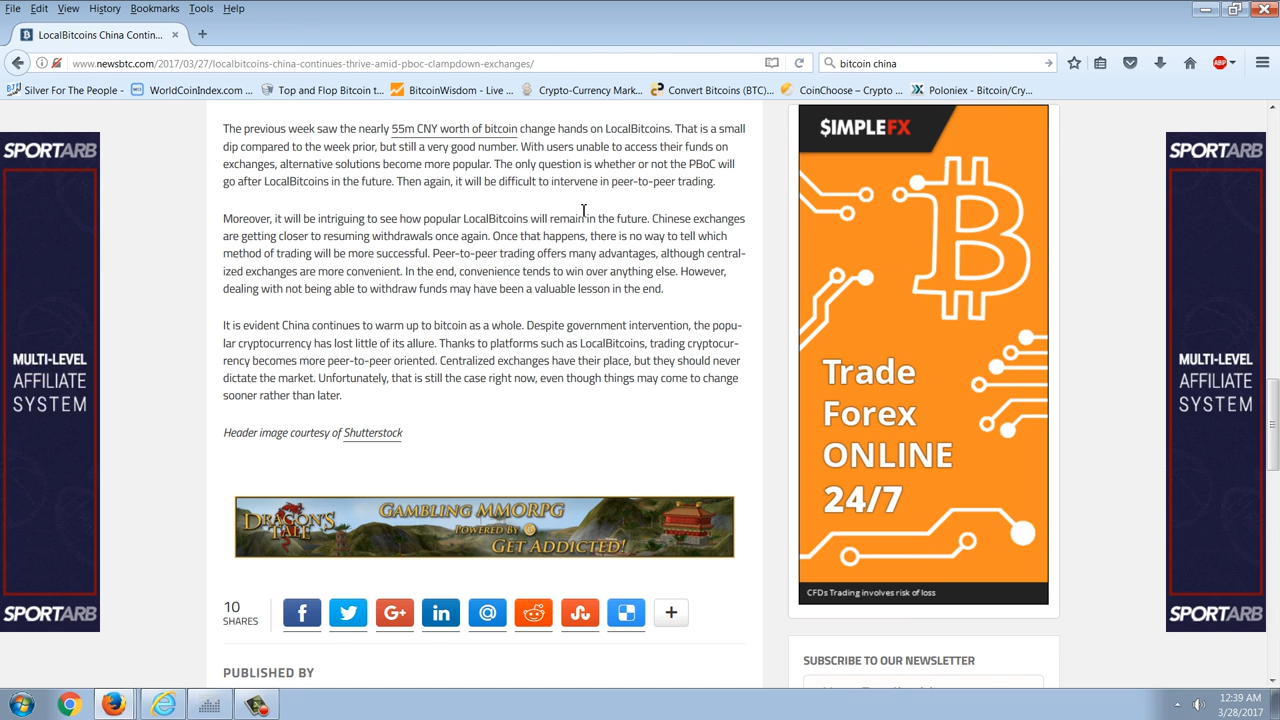 File Edit View History Bookmarks Tools Help
LocalBitcoins China Contin...
www.newsbtc.com/2017/03/27/localbitcoins-china-continues-thrive-amid-pboc-clampdown-exchanges/
bitcoin china
ABP
Silver For The People - ...
WorldCoinIndex.com ...
Top and Flop Bitcoin t...
BitcoinWisdom - Live ...
Crypto-Currency Mark...
Convert Bitcoins (BTC)...
CoinChoose – Crypto ...
Poloniex - Bitcoin/Cry...
The previous week saw the nearly 55m CNY worth of bitcoin change hands on LocalBitcoins. That is a small
dip compared to the week prior, but still a very good number. With users unable to access their funds on
exchanges, alternative solutions become more popular. The only question is whether or not the PBoC will
go after LocalBitcoins in the future. Then again, it will be difficult to intervene in peer-to-peer trading.
Moreover, it will be intriguing to see how popular LocalBitcoins will remain in the future. Chinese exchanges
are getting closer to resuming withdrawals once again. Once that happens, there is no way to tell which
method of trading will be more successful. Peer-to-peer trading offers many advantages, although central-
ized exchanges are more convenient. In the end, convenience tends to win over anything else. However,
dealing with not being able to withdraw funds may have been a valuable lesson in the end.
It is evident China continues to warm up to bitcoin as a whole. Despite government intervention, the popu-
lar cryptocurrency has lost little of its allure. Thanks to platforms such as LocalBitcoins, trading cryptocur-
rency becomes more peer-to-peer oriented. Centralized exchanges have their place, but they should never
dictate the market. Unfortunately, that is still the case right now, even though things may come to change
sooner rather than later.
Header image courtesy of Shutterstock
DRAGON'S
TALE
GAMBLING MMORPG
POWERED BY
GET ADDICTED!
10
SHARES
PUBLISHED BY
SPORTARB
MULTI-LEVEL
AFFILIATE
SYSTEM
SPORTARB
$IMPLEFX
Trade
Forex
ONLINE
24/7
CFDs Trading involves risk of loss
SUBSCRIBE TO OUR NEWSLETTER
SPORTARB
MULTI-LEVEL
AFFILIATE
SYSTEM
SPORTARB
12:39 AM
3/28/2017